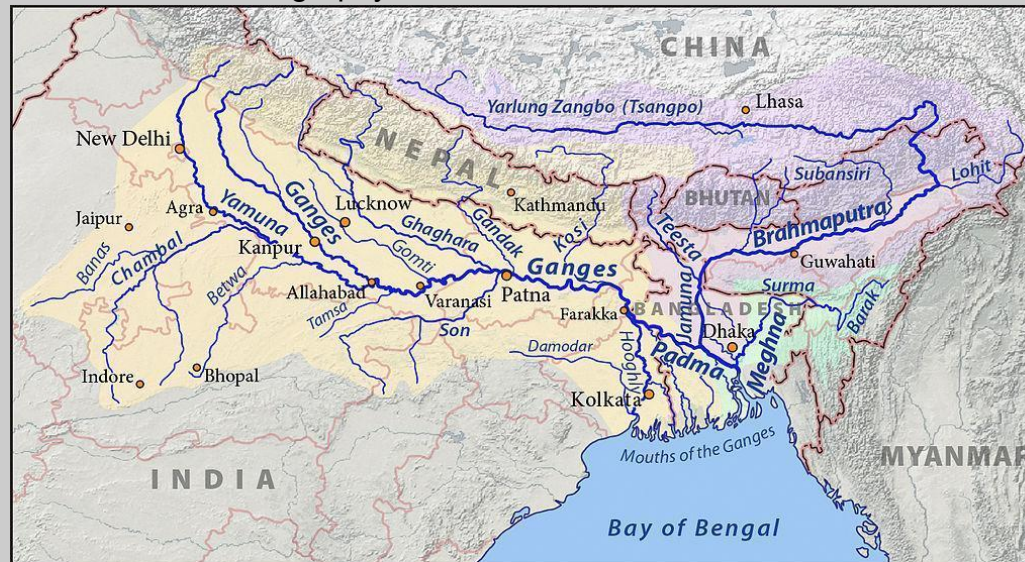 CHINA
Yarlung Zangbo (Tsangpo)
Lhasa
New Delhi
NEPAL
Subansiri
Lohit
BHUTAN
Lucknow
Kathmandu
Agra
Yamuna
Ganges
Ghaghara
Gandak
Kosi
Teesta
Brahmaputra
Jaipur
Kanpur
Gomti
Guwahati
Banas
Chambal
Betwa
Ganges
Surma
Allahabad
Varanasi
Patna
Jamuna
Barak
Tamsa
Farakka
BANGLADESH
Son
Dhaka
Damodar
Hooghly
Padma
Meghna
Indore
Bhopal
Kolkata
Mouths of the Ganges
INDIA
MYANMAR
Bay of Bengal